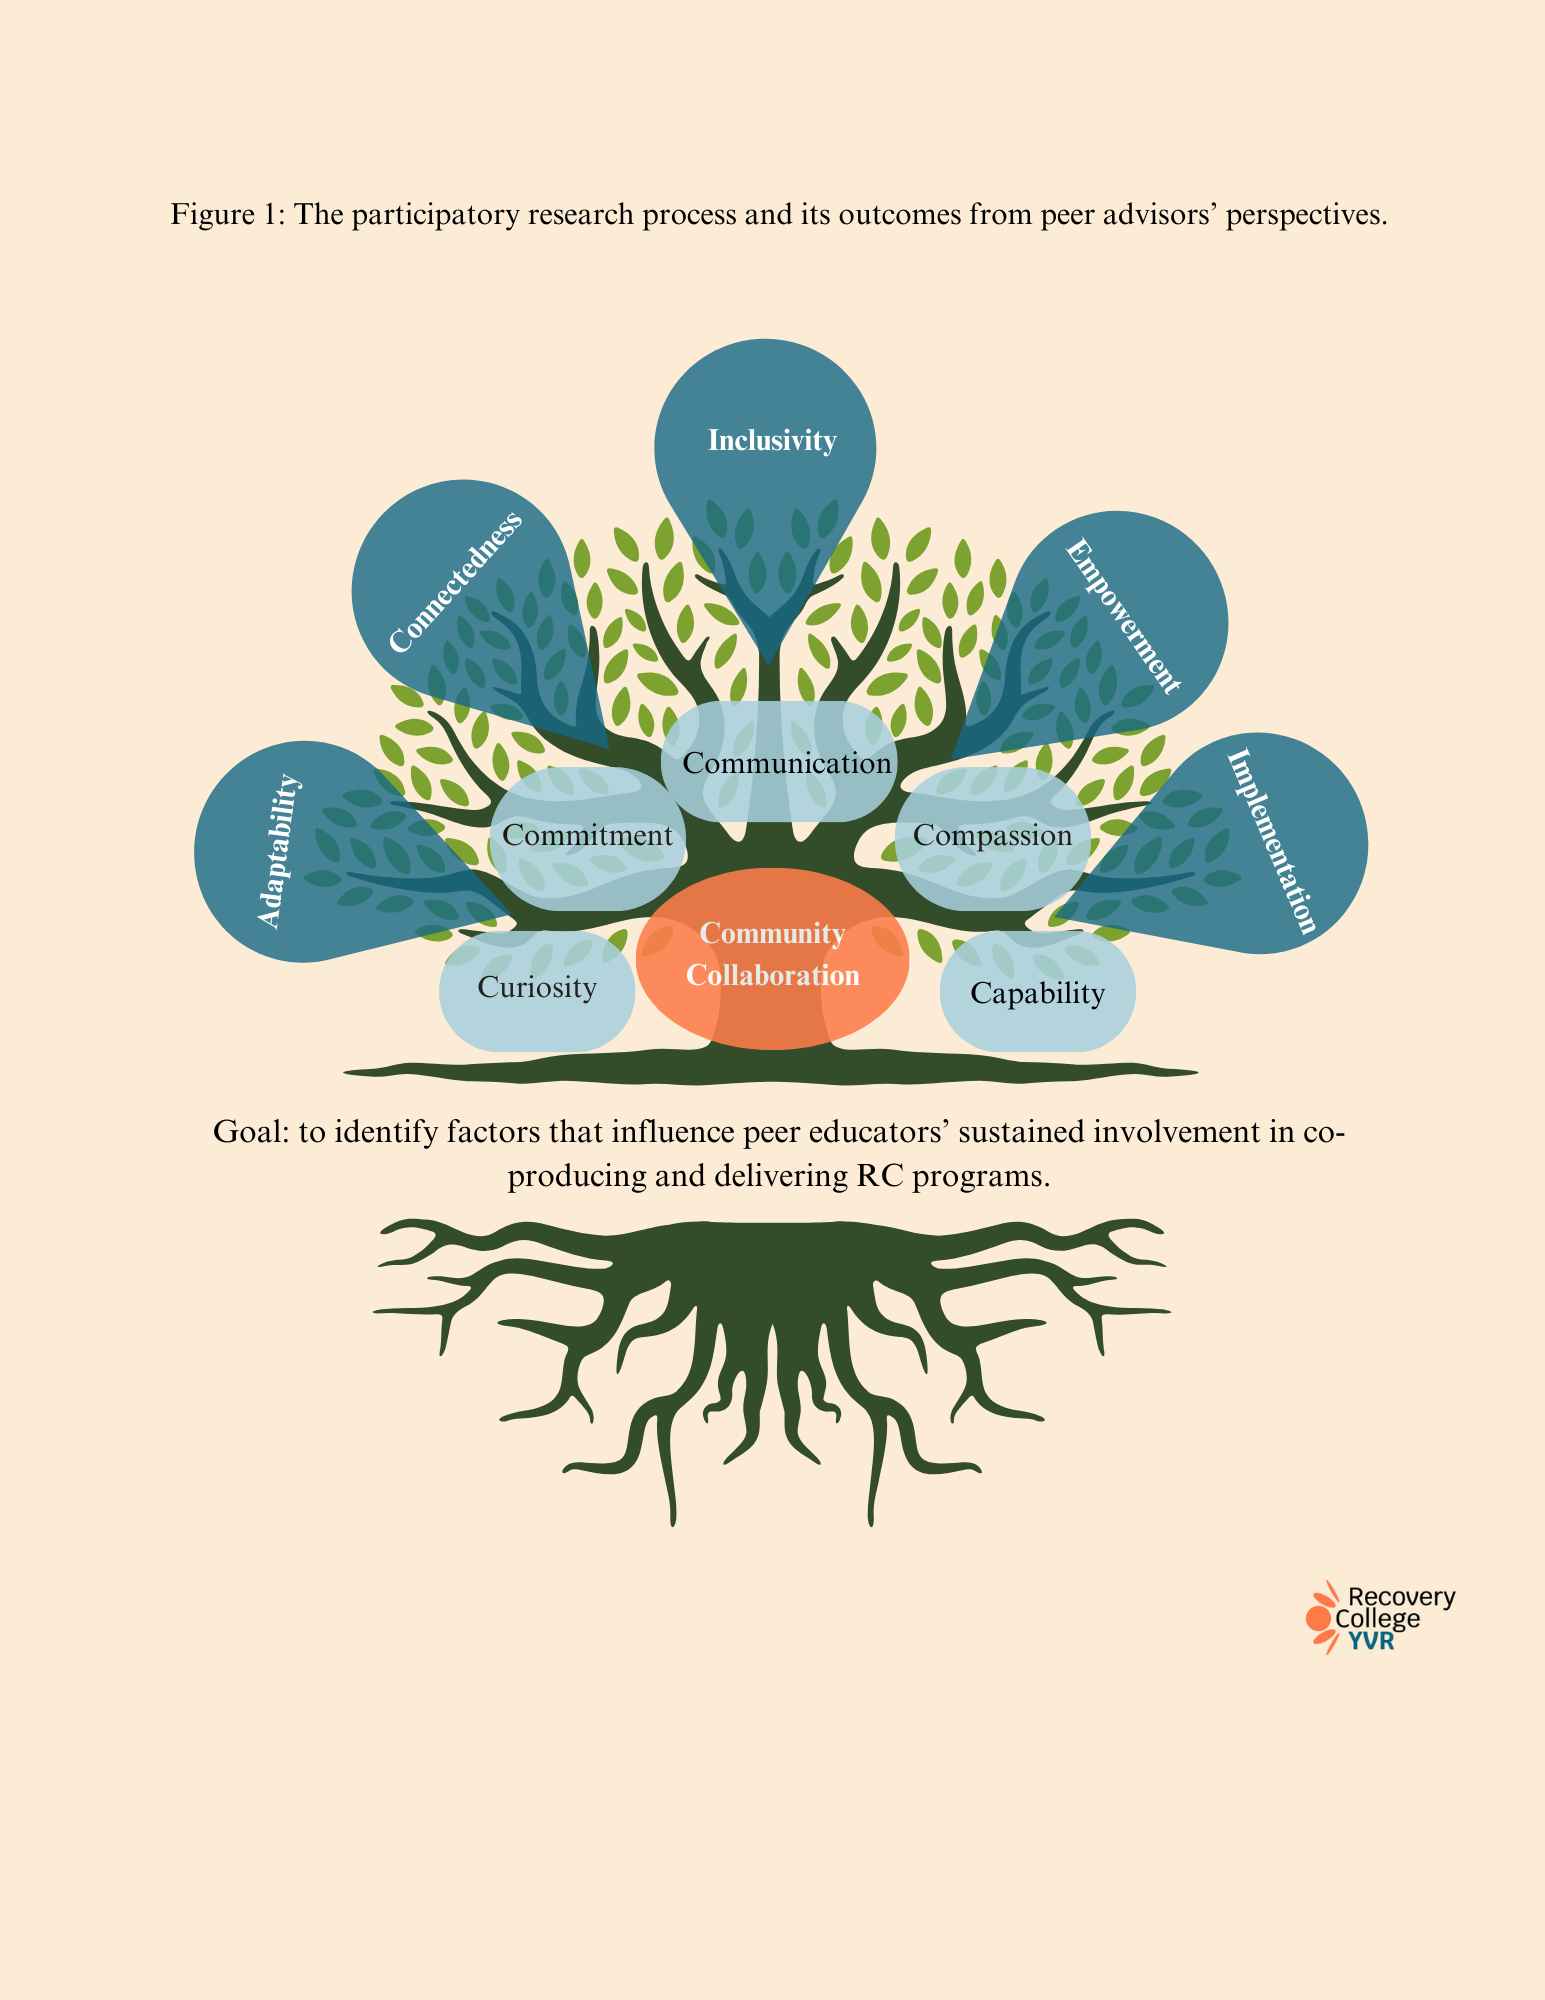 Figure 1: The participatory research process and its outcomes from peer advisors’ perspectives.
Inclusivity
Connectedness
Empowerment
Adaptability
Implementation
Communication
Commitment
Compassion
Community
Collaboration
Curiosity
Capability
Goal: to identify factors that influence peer educators’ sustained involvement in co-
producing and delivering RC programs.
Recovery
College
YVR